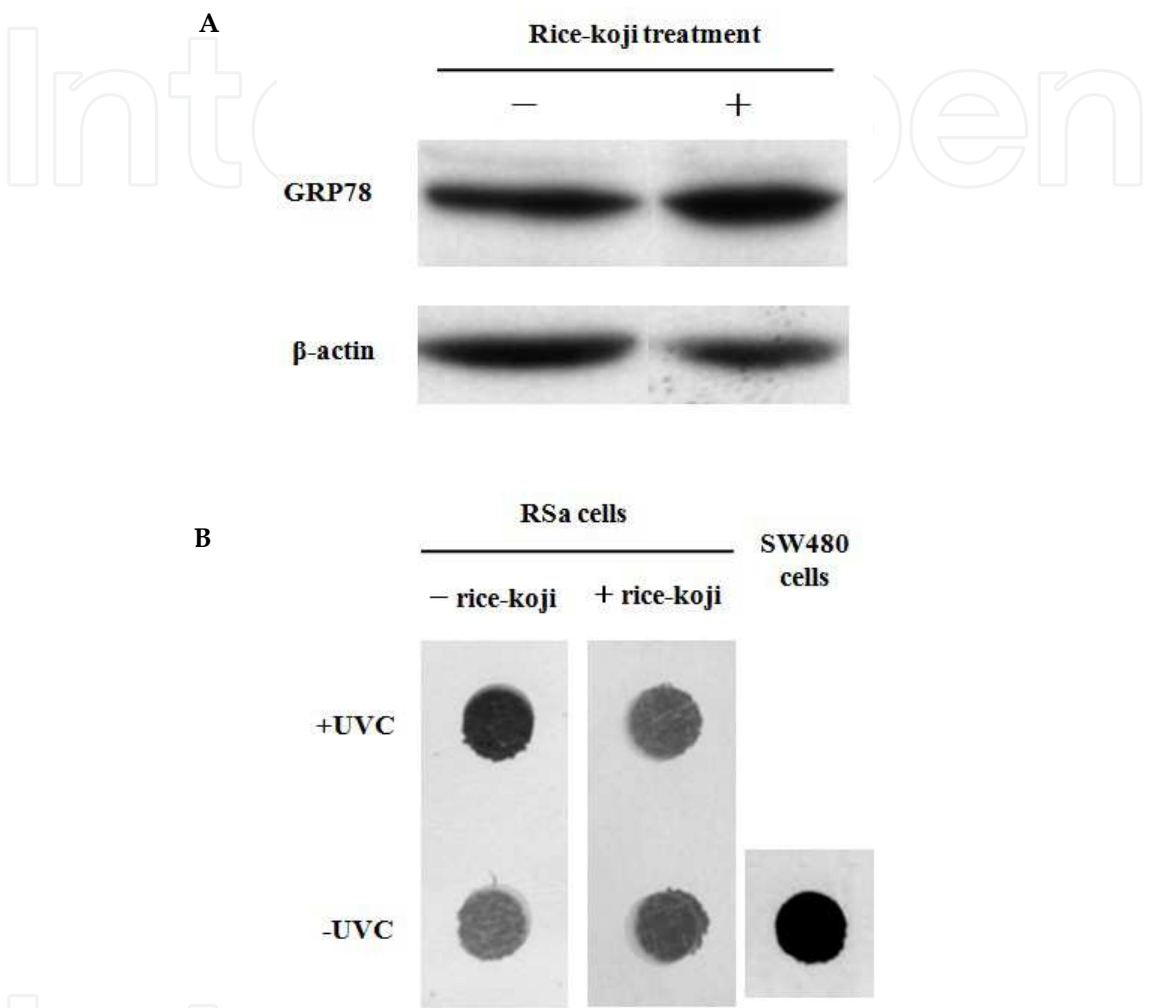 A
Rice-koji treatment
− +
GRP78
β-actin
B
RSa cells
SW480
cells
− rice-koji + rice-koji
+UVC
-UVC